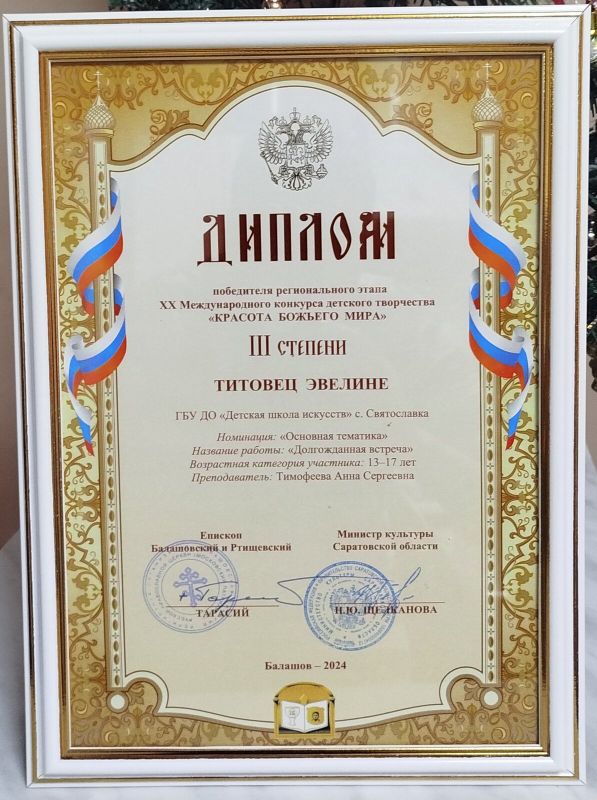 ДИПЛОМ
победителя регионального этапа
XX Международного конкурса детского творчества
«КРАСОТА БОЖЬЕГО МИРА»
III СТЕПЕНИ
ТИТОВЕЦ ЭВЕЛИНЕ
ГБУ ДО «Детская школа искусств» с. Святославка
Номинация: «Основная тематика»
Название работы: «Долгожданная встреча»
Возрастная категория участника: 13–17 лет
Преподаватель: Тимофеева Анна Сергеевна
Епископ
Балашовский и Ртищевский
Министр культуры
Саратовской области
ТАРАСИЙ
Н.Ю. ЩЕЛКАНОВА
Балашов – 2024